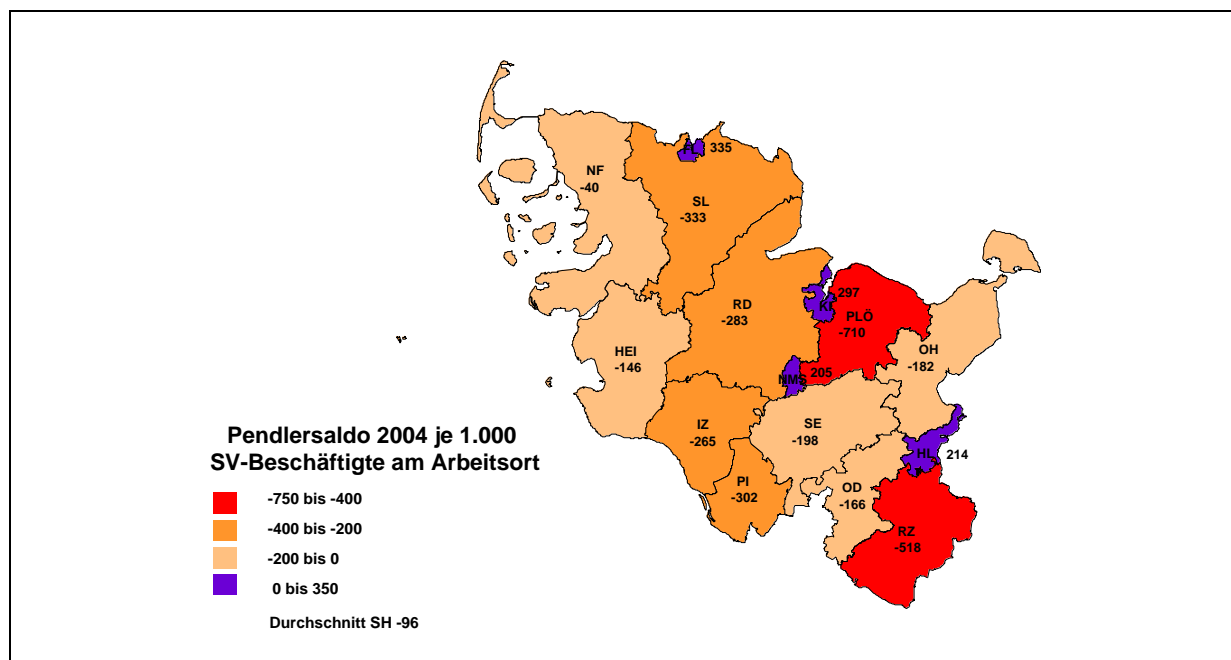 FL 335
NF
-40
SL
-333
297
KI
RD
-283
PLÖ
-710
OH
-182
HEI
-146
205
NMS
IZ
-265
SE
-198
HL 214
PI
-302
OD
-166
RZ
-518
Pendlersaldo 2004 je 1.000
SV-Beschäftigte am Arbeitsort
-750 bis -400
-400 bis -200
-200 bis 0
0 bis 350
Durchschnitt SH -96